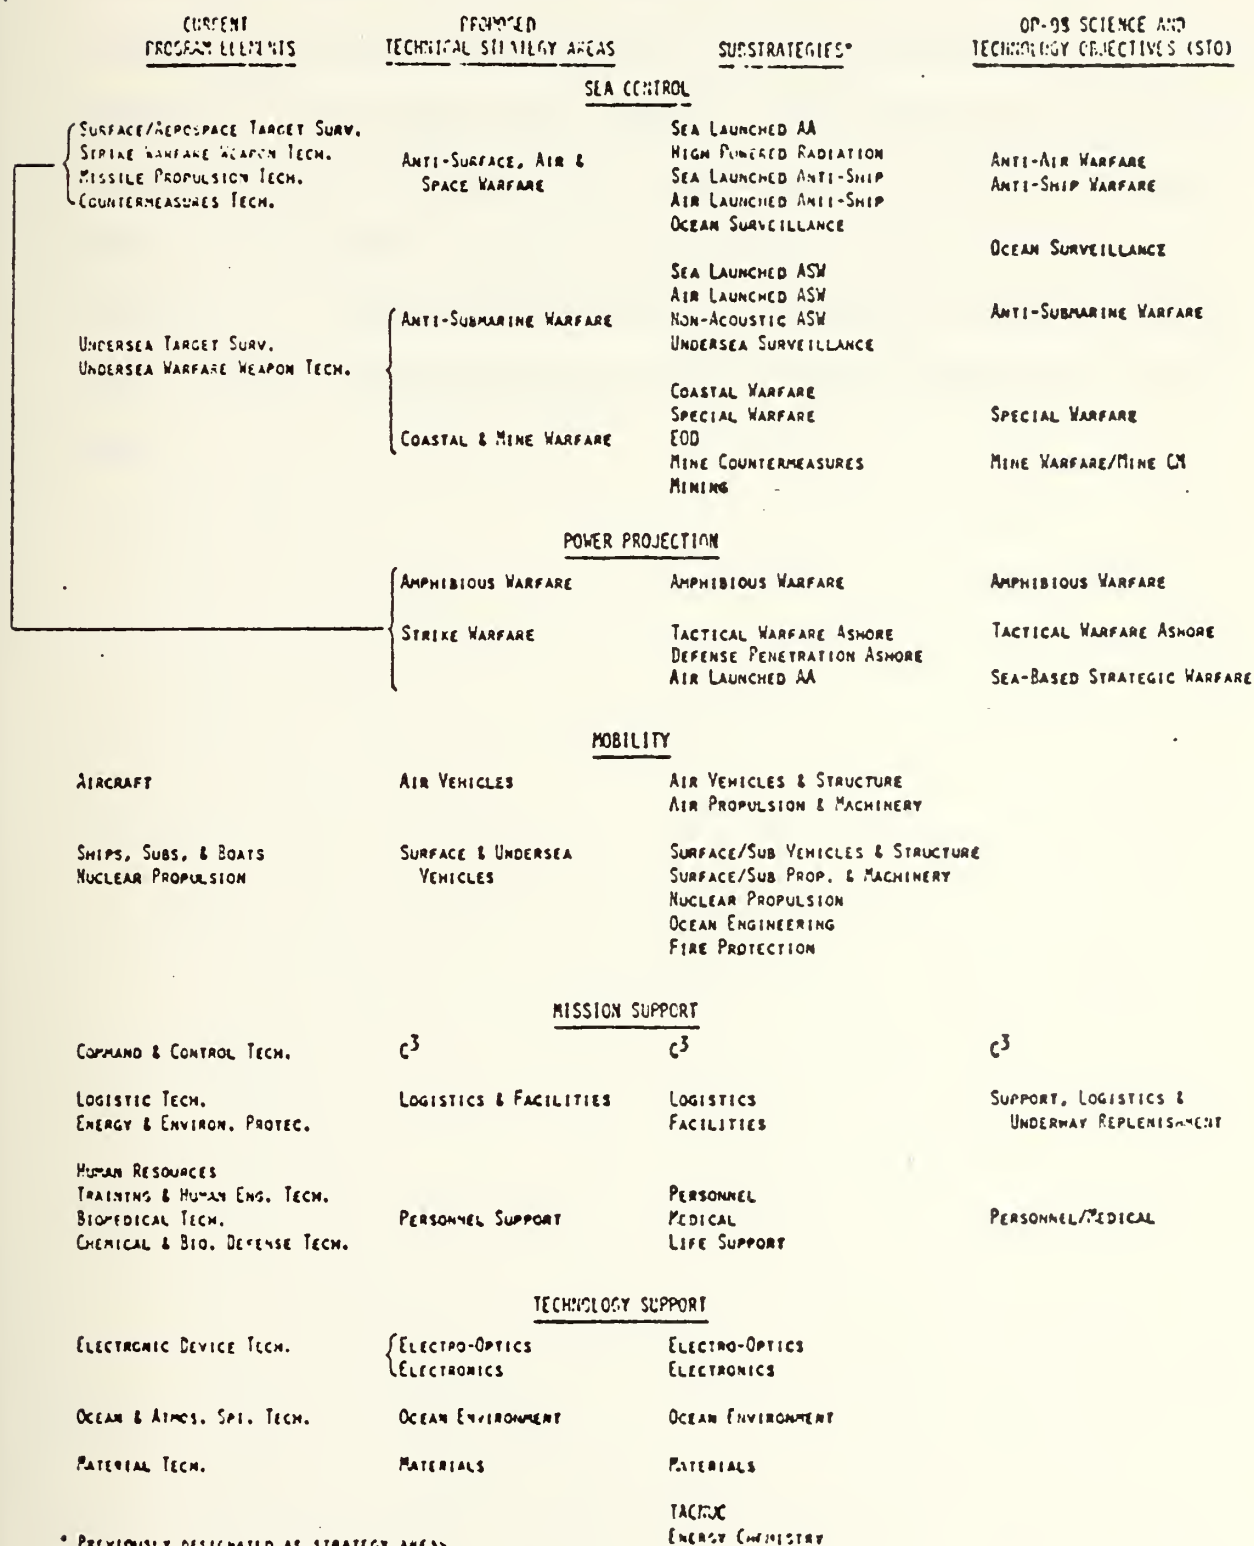 CURRENT PROGRAM ELEMENTS
PROPOSED TECHNICAL STRATEGY AREAS
SUBSTRATEGIES*
OP-98 SCIENCE AND TECHNOLOGY OBJECTIVES (STO)
SEA CONTROL
SURFACE/AEROSPACE TARGET SURV.
STRIKE WARFARE WEAPON TECH.
MISSILE PROPULSION TECH.
COUNTERMEASURES TECH.
ANTI-SURFACE, AIR &
SPACE WARFARE
SEA LAUNCHED AA
HIGH POWERED RADIATION
SEA LAUNCHED ANTI-SHIP
AIR LAUNCHED ANTI-SHIP
OCEAN SURVEILLANCE
ANTI-AIR WARFARE
ANTI-SHIP WARFARE
OCEAN SURVEILLANCE
UNDERSEA TARGET SURV.
UNDERSEA WARFARE WEAPON TECH.
ANTI-SUBMARINE WARFARE
SEA LAUNCHED ASW
AIR LAUNCHED ASW
NON-ACOUSTIC ASW
UNDERSEA SURVEILLANCE
ANTI-SUBMARINE WARFARE
COASTAL & MINE WARFARE
COASTAL WARFARE
SPECIAL WARFARE
EOD
MINE COUNTERMEASURES
MINING
SPECIAL WARFARE
MINE WARFARE/MINE CM
POWER PROJECTION
AMPHIBIOUS WARFARE
AMPHIBIOUS WARFARE
AMPHIBIOUS WARFARE
STRIKE WARFARE
TACTICAL WARFARE ASHORE
DEFENSE PENETRATION ASHORE
AIR LAUNCHED AA
TACTICAL WARFARE ASHORE
SEA-BASED STRATEGIC WARFARE
MOBILITY
AIRCRAFT
AIR VEHICLES
AIR VEHICLES & STRUCTURE
AIR PROPULSION & MACHINERY
SHIPS, SUBS, & BOATS
NUCLEAR PROPULSION
SURFACE & UNDERSEA
VEHICLES
SURFACE/SUB VEHICLES & STRUCTURE
SURFACE/SUB PROP. & MACHINERY
NUCLEAR PROPULSION
OCEAN ENGINEERING
FIRE PROTECTION
MISSION SUPPORT
COMMAND & CONTROL TECH.
C³
C³
C³
LOGISTIC TECH.
ENERGY & ENVIRON. PROTEC.
LOGISTICS & FACILITIES
LOGISTICS
FACILITIES
SUPPORT, LOGISTICS &
UNDERWAY REPLENISHMENT
HUMAN RESOURCES
TRAINING & HUMAN ENG. TECH.
BIOMEDICAL TECH.
CHEMICAL & BIO. DEFENSE TECH.
PERSONNEL SUPPORT
PERSONNEL
MEDICAL
LIFE SUPPORT
PERSONNEL/MEDICAL
TECHNOLOGY SUPPORT
ELECTRONIC DEVICE TECH.
ELECTRO-OPTICS
ELECTRONICS
ELECTRO-OPTICS
ELECTRONICS
OCEAN & ATMOS. SPT. TECH.
OCEAN ENVIRONMENT
OCEAN ENVIRONMENT
MATERIAL TECH.
MATERIALS
MATERIALS
ENERGY CHEMISTRY
* PREVIOUSLY DESIGNATED AS STRATEGY AREAS